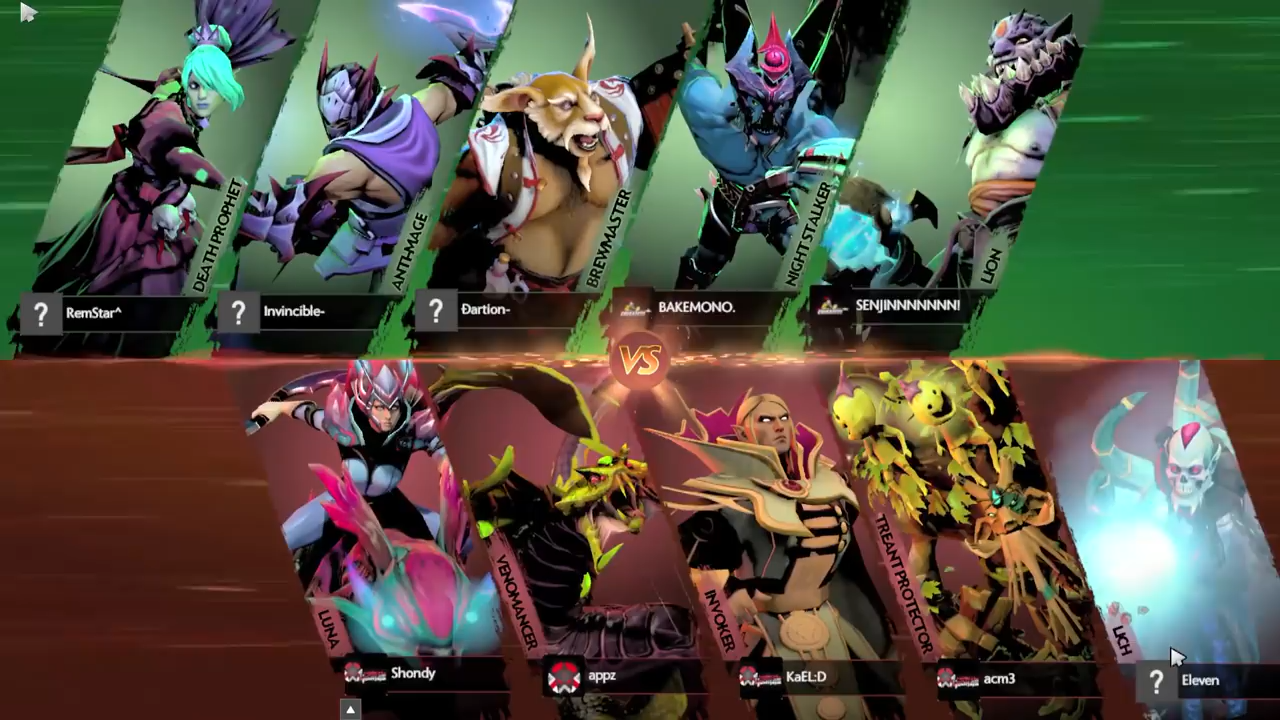 DEATH PROPHET
ANTI-MAGE
BREWMASTER
NIGHT STALKER
LION
? RemStar^
? Invincible-
? Đartion-
BAKEMONO.
SENJINNNNNNN!
VS
LUNA
VENOMANCER
INVOKER
TREANT PROTECTOR
LICH
Shondy
appz
KaEL:D
acm3
? Eleven